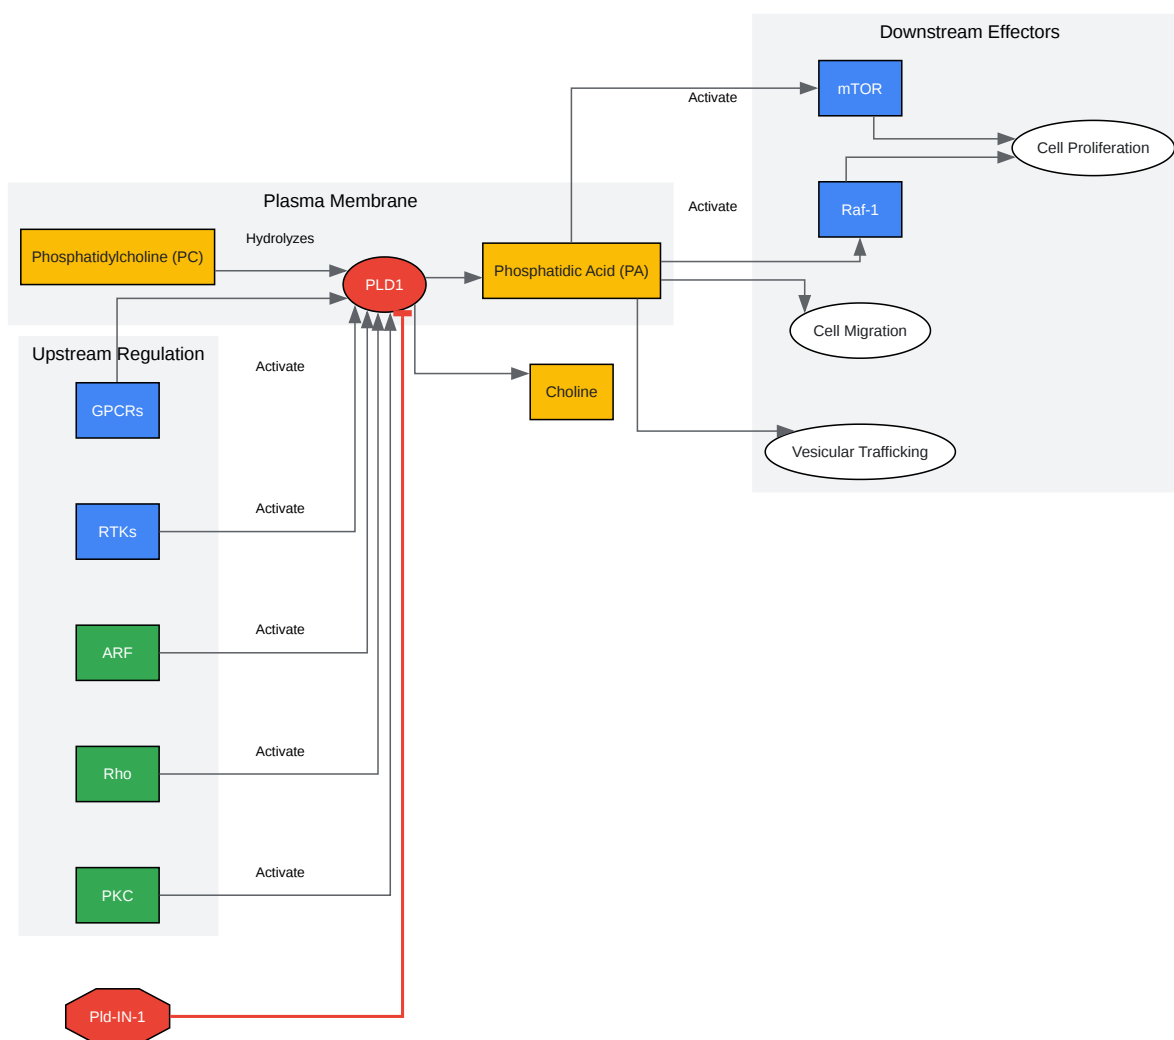 Downstream Effectors
mTOR
Activate
Cell Proliferation
Plasma Membrane
Activate
Raf-1
Hydrolyzes
Phosphatidylcholine (PC)
PLD1
Phosphatidic Acid (PA)
Cell Migration
Upstream Regulation
Activate
Choline
GPCRs
Vesicular Trafficking
Activate
RTKs
Activate
ARF
Activate
Rho
Activate
PKC
Pld-IN-1